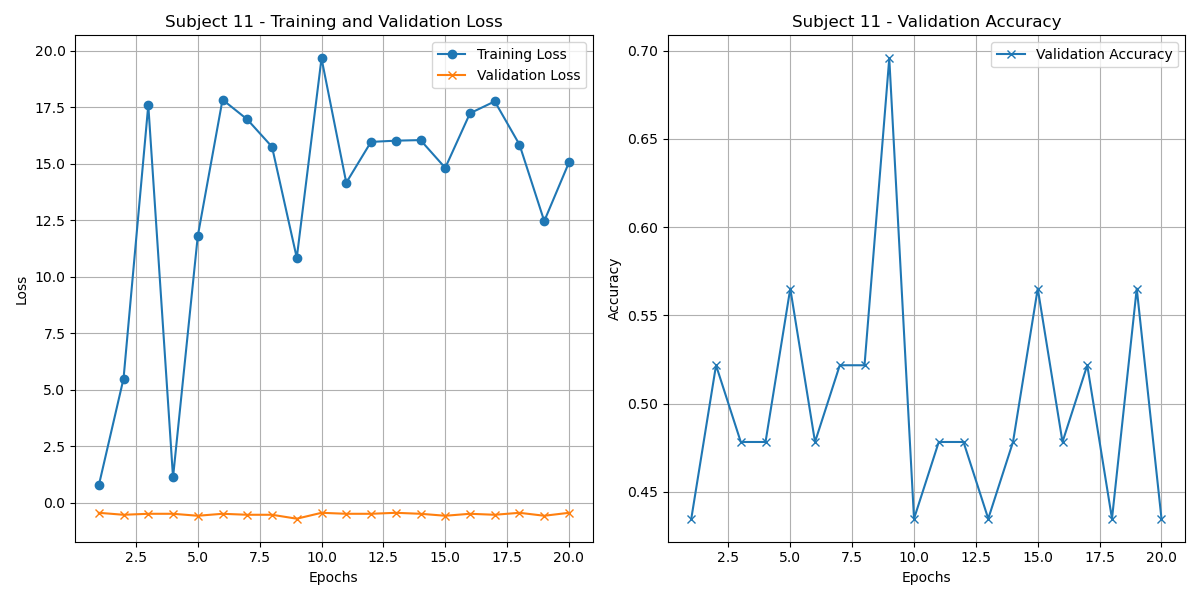 Subject 11 - Training and Validation Loss
Training Loss
Validation Loss
20.0
17.5
15.0
12.5
10.0
7.5
5.0
2.5
0.0
Loss
2.5 5.0 7.5 10.0 12.5 15.0 17.5 20.0
Epochs
Subject 11 - Validation Accuracy
Validation Accuracy
0.70
0.65
0.60
0.55
0.50
0.45
Accuracy
2.5 5.0 7.5 10.0 12.5 15.0 17.5 20.0
Epochs